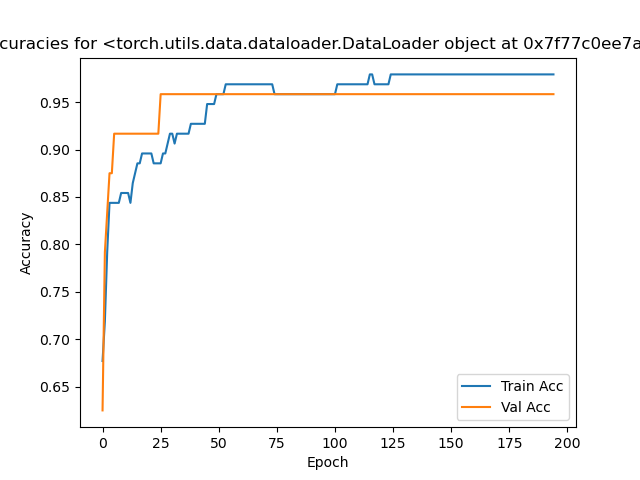 curacies for <torch.utils.data.dataloader.DataLoader object at 0x7f77c0ee7a
0.95
0.90
0.85
0.80
0.75
0.70
0.65
Accuracy
Train Acc
Val Acc
0 25 50 75 100 125 150 175 200
Epoch